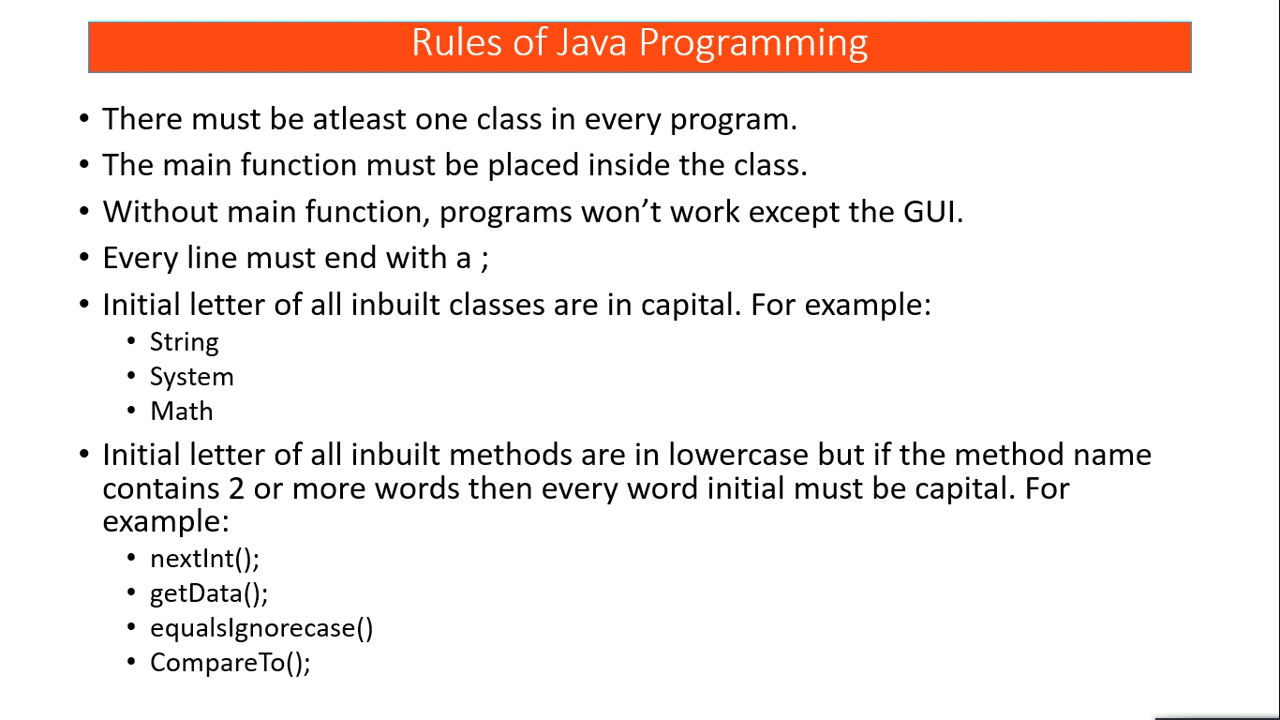 Rules of Java Programming
• There must be atleast one class in every program.
• The main function must be placed inside the class.
• Without main function, programs won’t work except the GUI.
• Every line must end with a ;
• Initial letter of all inbuilt classes are in capital. For example:
• String
• System
• Math
• Initial letter of all inbuilt methods are in lowercase but if the method name
contains 2 or more words then every word initial must be capital. For
example:
• nextInt();
• getData();
• equalsIgnorecase()
• CompareTo();